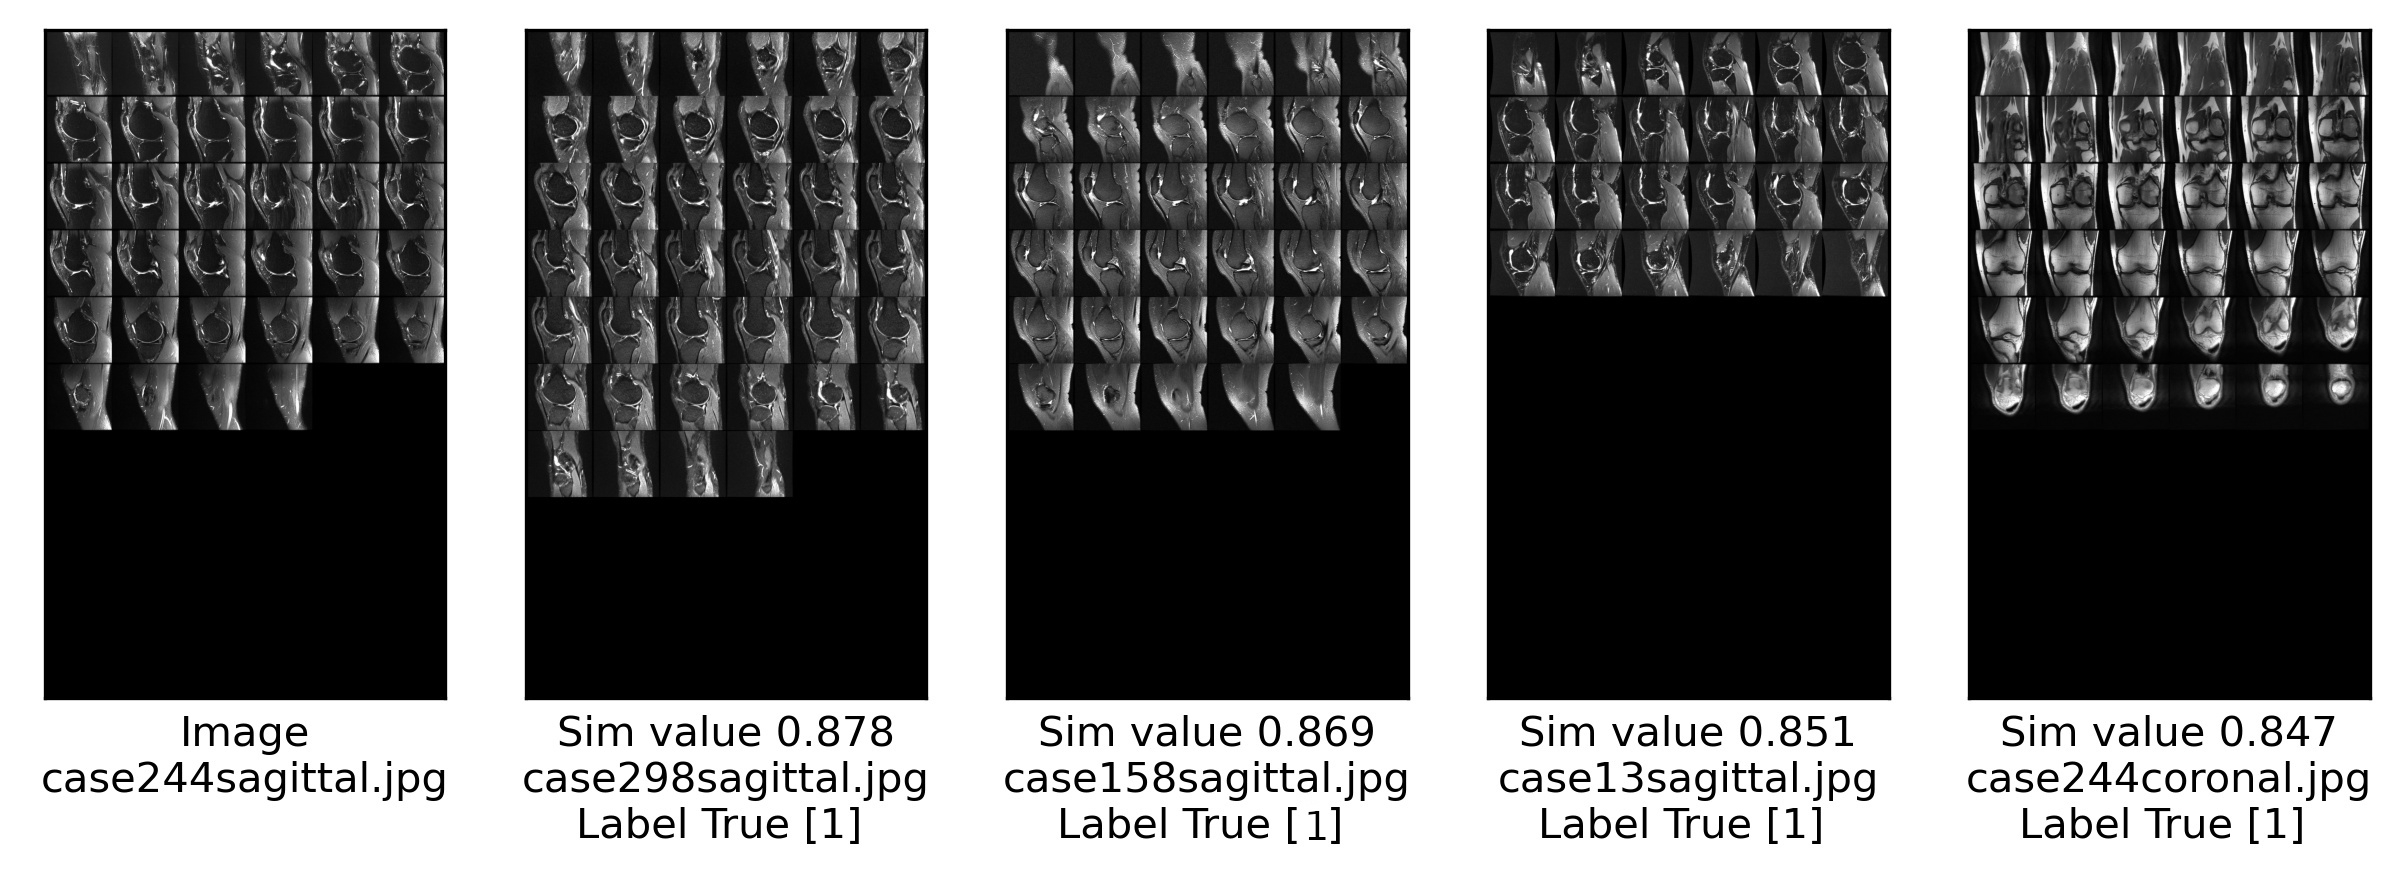 Image
case244sagittal.jpg
Sim value 0.878
case298sagittal.jpg
Label True [1]
Sim value 0.869
case158sagittal.jpg
Label True [1]
Sim value 0.851
case13sagittal.jpg
Label True [1]
Sim value 0.847
case244coronal.jpg
Label True [1]